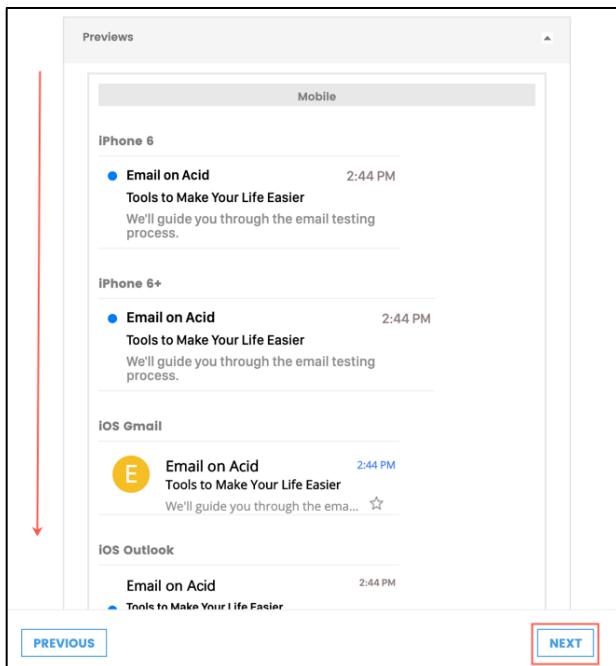 Previews
Mobile
iPhone 6
Email on Acid 2:44 PM
Tools to Make Your Life Easier
We'll guide you through the email testing
process.
iPhone 6+
Email on Acid 2:44 PM
Tools to Make Your Life Easier
We'll guide you through the email testing
process.
iOS Gmail
E
Email on Acid 2:44 PM
Tools to Make Your Life Easier
We'll guide you through the ema...
iOS Outlook
Email on Acid 2:44 PM
Tools to Make Your Life Easier
PREVIOUS NEXT